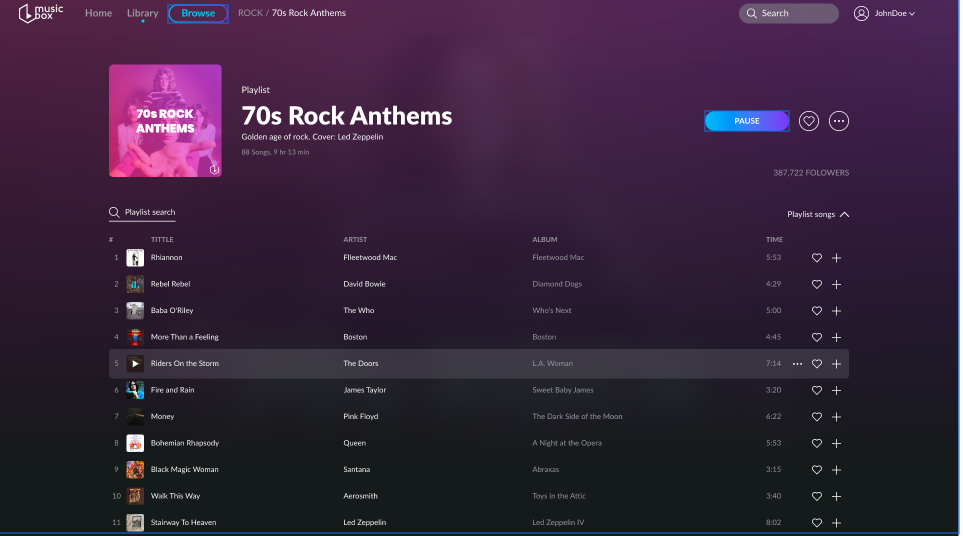 music box
Home Library Browse ROCK / 70s Rock Anthems Search JohnDoe
70s ROCK
ANTHEMS
Playlist
70s Rock Anthems
Golden age of rock. Cover: Led Zeppelin
88 Songs, 9 hr 13 min
PAUSE
387,722 FOLOWERS
Playlist search Playlist songs
# TITTLE ARTIST ALBUM TIME
1 Rhiannon Flleetwood Mac Fleetwood Mac 5:53
2 Rebel Rebel David Bowie Diamond Dogs 4:29
3 Baba O'Riley The Who Who's Next 5:00
4 More Than a Feeling Boston Boston 4:45
5 Riders On the Storm The Doors L.A. Woman 7:14
6 Fire and Rain James Taylor Sweet Baby James 3:20
7 Money Pink Floyd The Dark Side of the Moon 6:22
8 Bohemian Rhapsody Queen A Night at the Opera 5:53
9 Black Magic Woman Santana Abraxas 3:15
10 Walk This Way Aerosmith Toys in the Attic 3:40
11 Stairway To Heaven Led Zeppelin Led Zeppelin IV 8:02